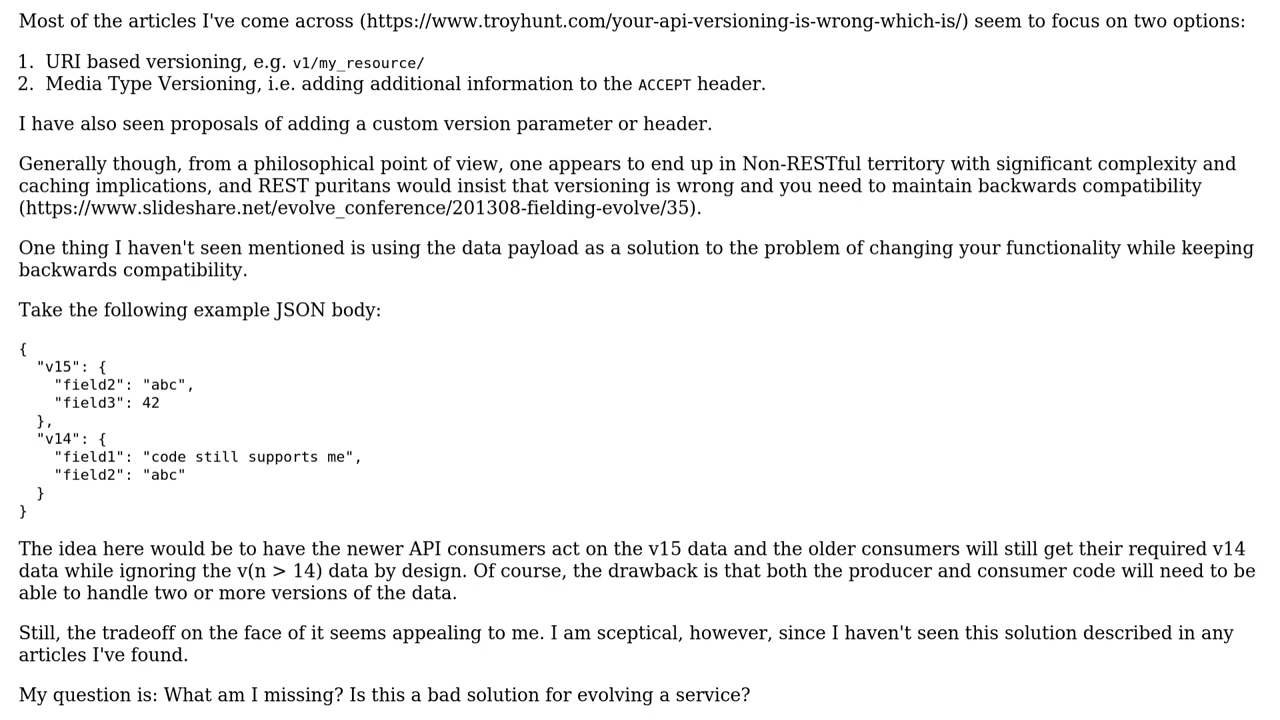 Most of the articles I've come across (https://www.troyhunt.com/your-api-versioning-is-wrong-which-is/) seem to focus on two options:
1. URI based versioning, e.g. v1/my_resource/
2. Media Type Versioning, i.e. adding additional information to the ACCEPT header.
I have also seen proposals of adding a custom version parameter or header.
Generally though, from a philosophical point of view, one appears to end up in Non-RESTful territory with significant complexity and
caching implications, and REST puritans would insist that versioning is wrong and you need to maintain backwards compatibility
(https://www.slideshare.net/evolve_conference/201308-fielding-evolve/35).
One thing I haven't seen mentioned is using the data payload as a solution to the problem of changing your functionality while keeping
backwards compatibility.
Take the following example JSON body:
{
  "v15": {
    "field2": "abc",
    "field3": 42
  },
  "v14": {
    "field1": "code still supports me",
    "field2": "abc"
  }
}
The idea here would be to have the newer API consumers act on the v15 data and the older consumers will still get their required v14
data while ignoring the v(n > 14) data by design. Of course, the drawback is that both the producer and consumer code will need to be
able to handle two or more versions of the data.
Still, the tradeoff on the face of it seems appealing to me. I am sceptical, however, since I haven't seen this solution described in any
articles I've found.
My question is: What am I missing? Is this a bad solution for evolving a service?